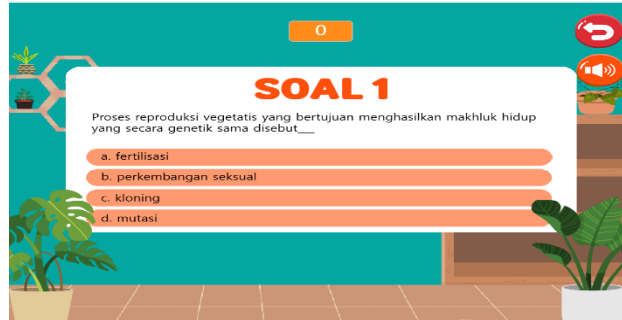 0
SOAL 1
Proses reproduksi vegetatis yang bertujuan menghasilkan makhluk hidup
yang secara genetik sama disebut__
a. fertilisasi
b. perkembangan seksual
c. kloning
d. mutasi